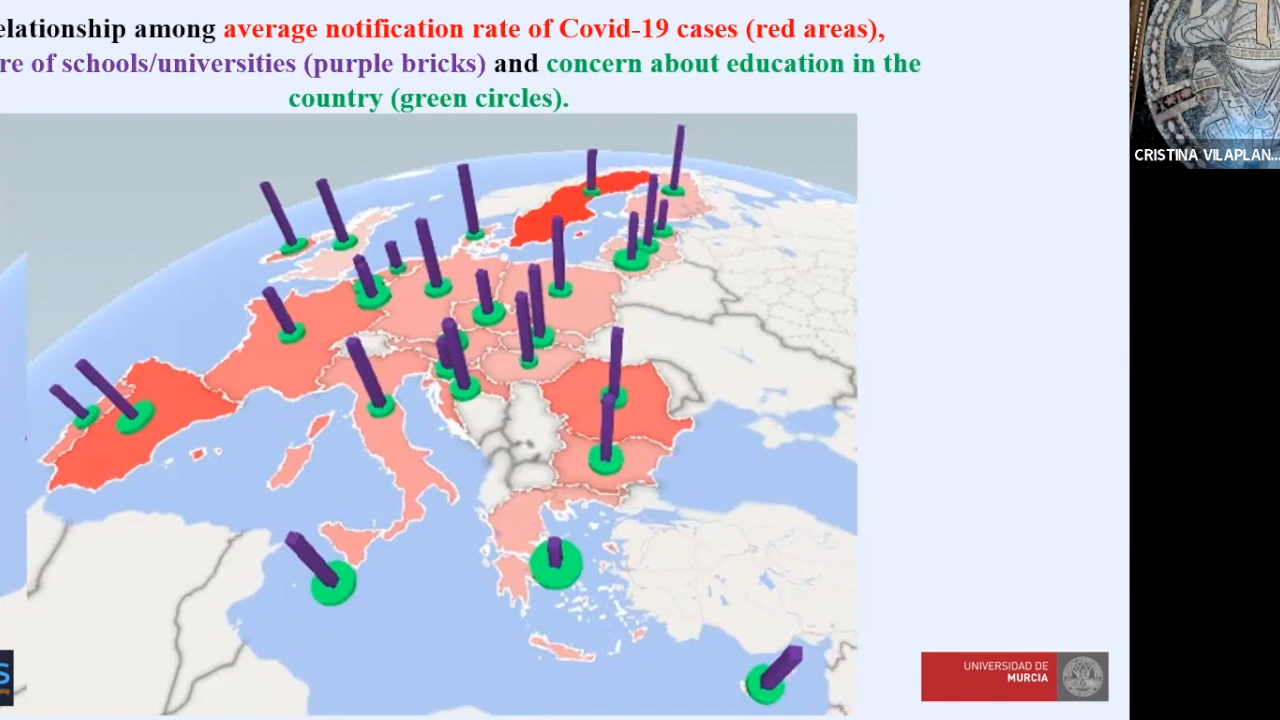 elationship among average notification rate of Covid-19 cases (red areas),
re of schools/universities (purple bricks) and concern about education in the
country (green circles).
CRISTINA VILAPLAN...
S
UNIVERSIDAD DE
MURCIA